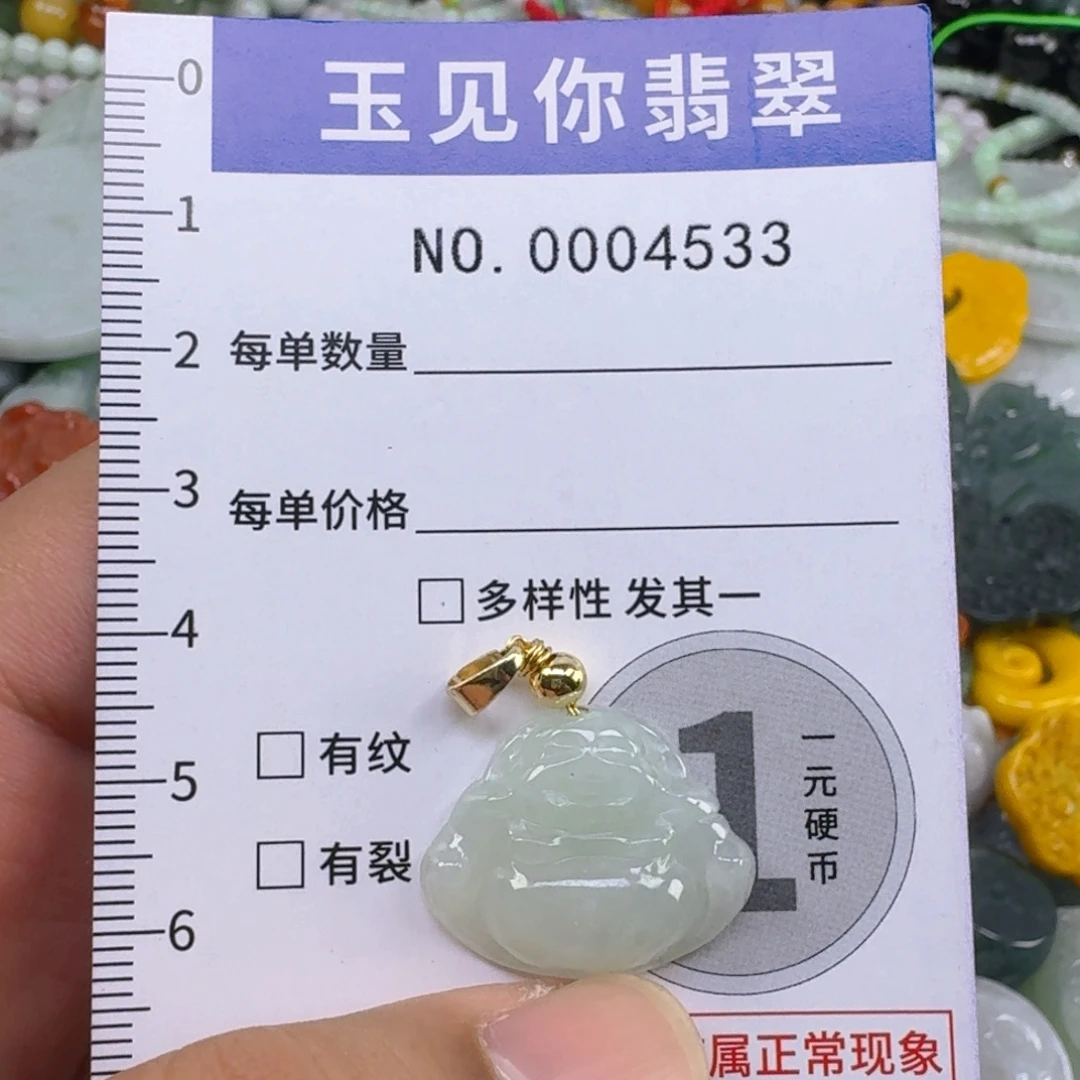 玉见你翡翠
0
1
2
3
4
5
6
NO. 0004533
每单数量
每单价格
多样性 发其一
有纹
有裂
1
一元硬币
属正常现象